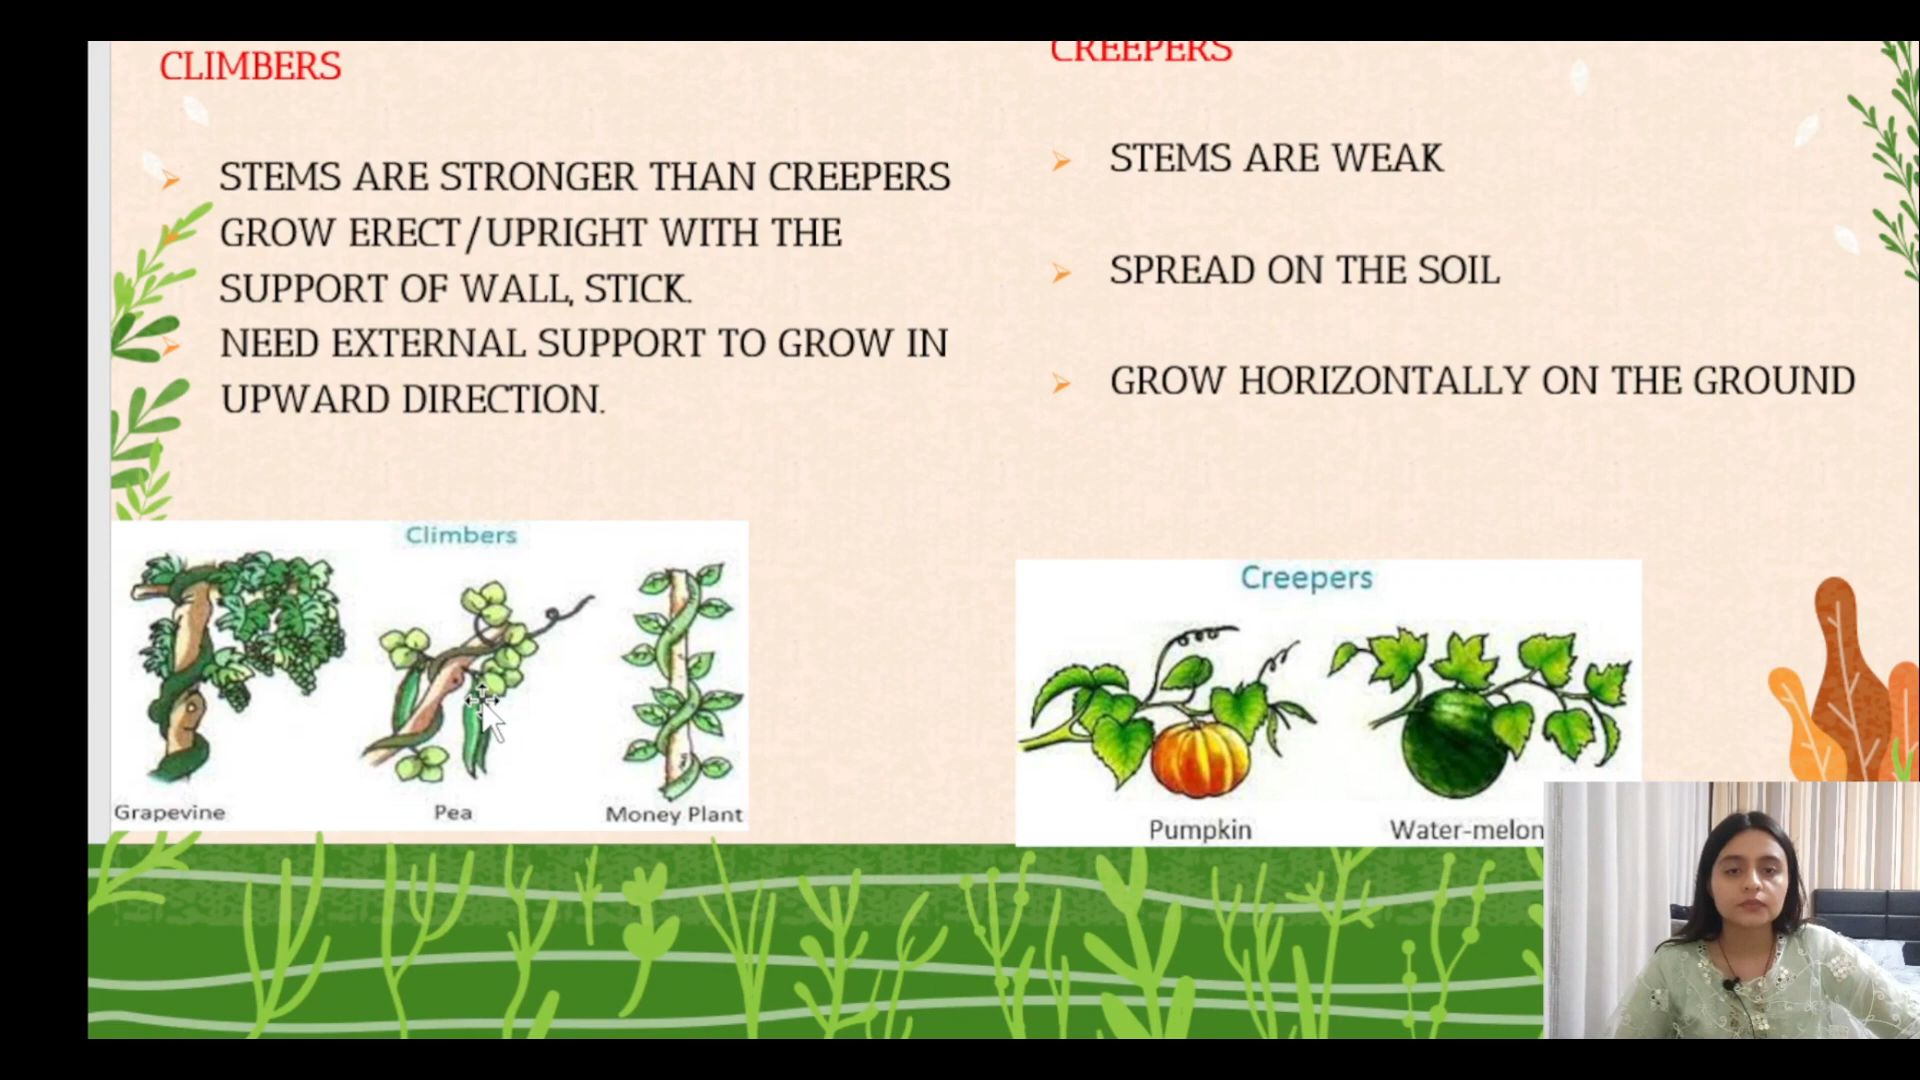 CLIMBERS
STEMS ARE STRONGER THAN CREEPERS
GROW ERECT/UPRIGHT WITH THE
SUPPORT OF WALL, STICK.
NEED EXTERNAL SUPPORT TO GROW IN
UPWARD DIRECTION.
Climbers
Grapevine
Pea
Money Plant
CREEPERS
STEMS ARE WEAK
SPREAD ON THE SOIL
GROW HORIZONTALLY ON THE GROUND
Creepers
Pumpkin
Water-melon